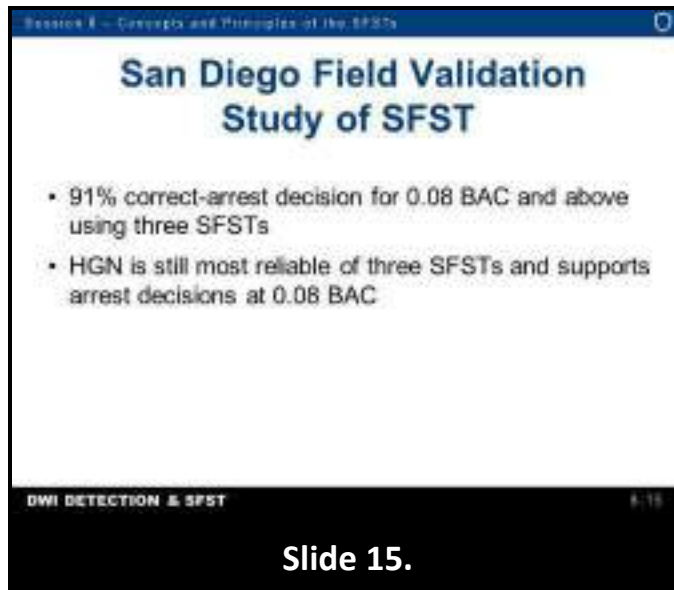 Session 8 – Concepts and Principles of the SFSTs
San Diego Field Validation
Study of SFST
• 91% correct-arrest decision for 0.08 BAC and above
using three SFSTs
• HGN is still most reliable of three SFSTs and supports
arrest decisions at 0.08 BAC
DWI DETECTION & SFST
Slide 15.